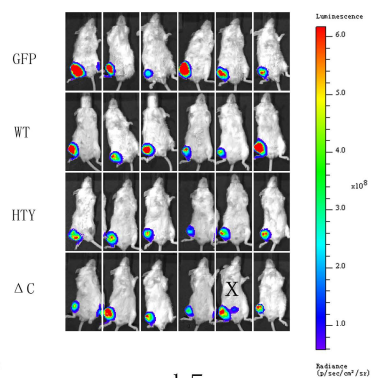 Luminescence
GFP
WT
HTY
ΔC
X
6.0
5.0
4.0
x10⁸
3.0
2.0
1.0
Radiance
(p/sec/cm²/sr)